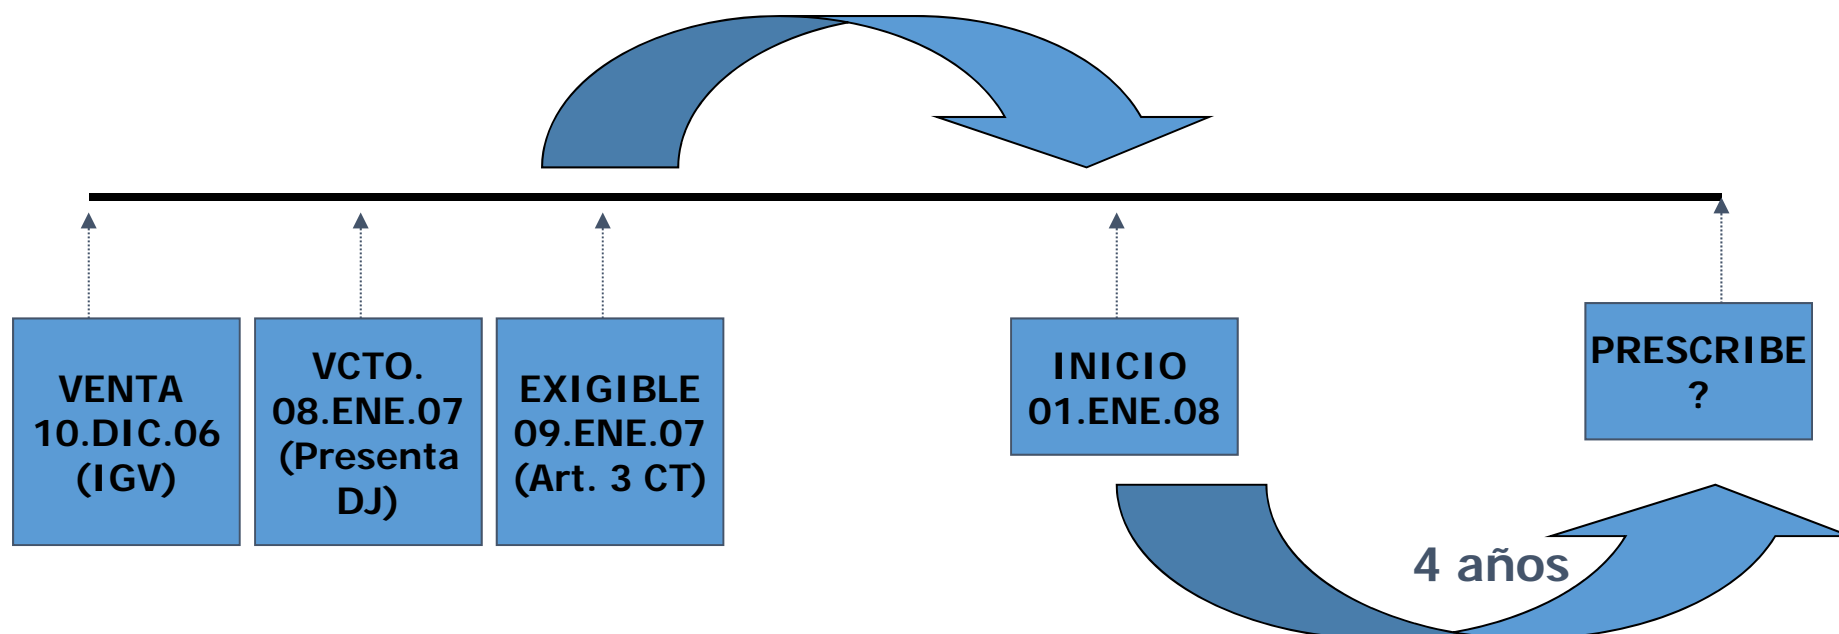 VENTA
10.DIC.06
(IGV)
VCTO.
08.ENE.07
(Presenta
DJ)
EXIGIBLE
09.ENE.07
(Art. 3 CT)
INICIO
01.ENE.08
PRESCRIBE
?
4 años